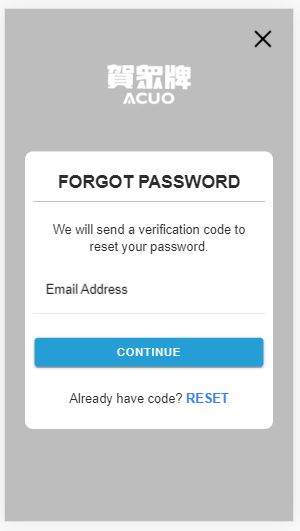 賀眾牌
ACUO
FORGOT PASSWORD
We will send a verification code to
reset your password.
Email Address
CONTINUE
Already have code? RESET